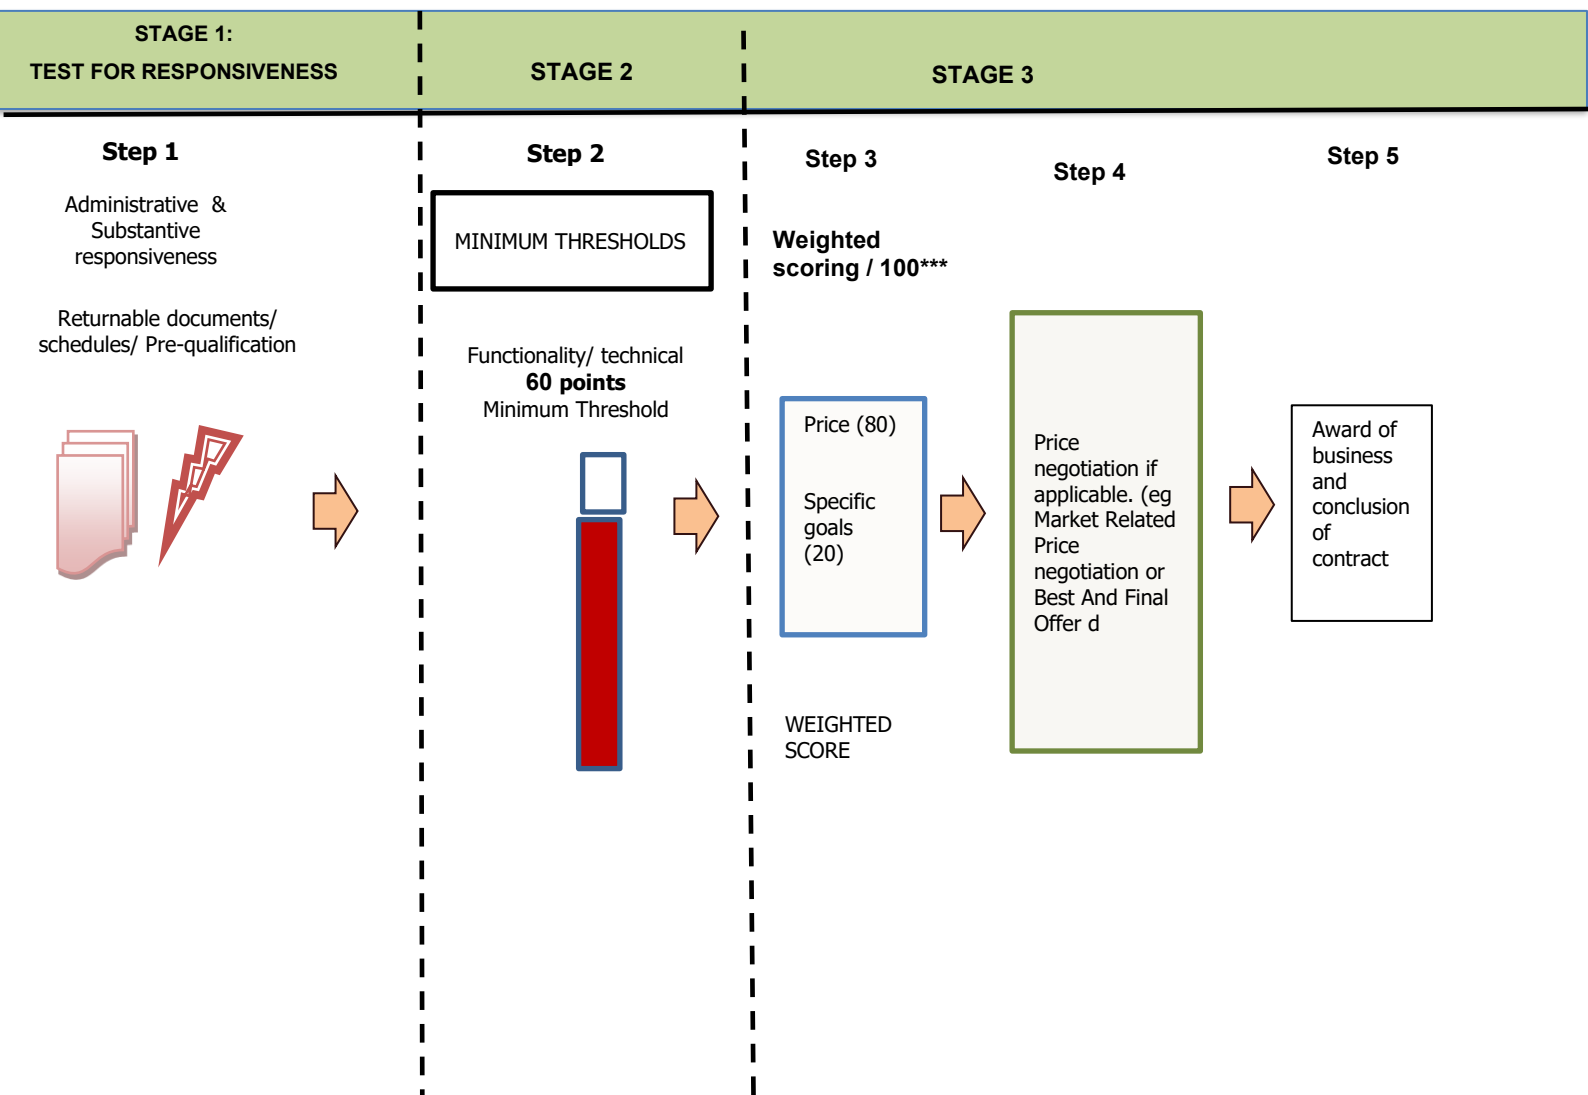 STAGE 1:
TEST FOR RESPONSIVENESS
STAGE 2
STAGE 3
Step 1
Administrative &
Substantive
responsiveness
Returnable documents/
schedules/ Pre-qualification
Step 2
MINIMUM THRESHOLDS
Functionality/ technical
60 points
Minimum Threshold
Step 3
Weighted
scoring / 100***
Price (80)
Specific
goals
(20)
WEIGHTED
SCORE
Step 4
Price
negotiation if
applicable. (eg
Market Related
Price
negotiation or
Best And Final
Offer d
Step 5
Award of
business
and
conclusion
of
contract